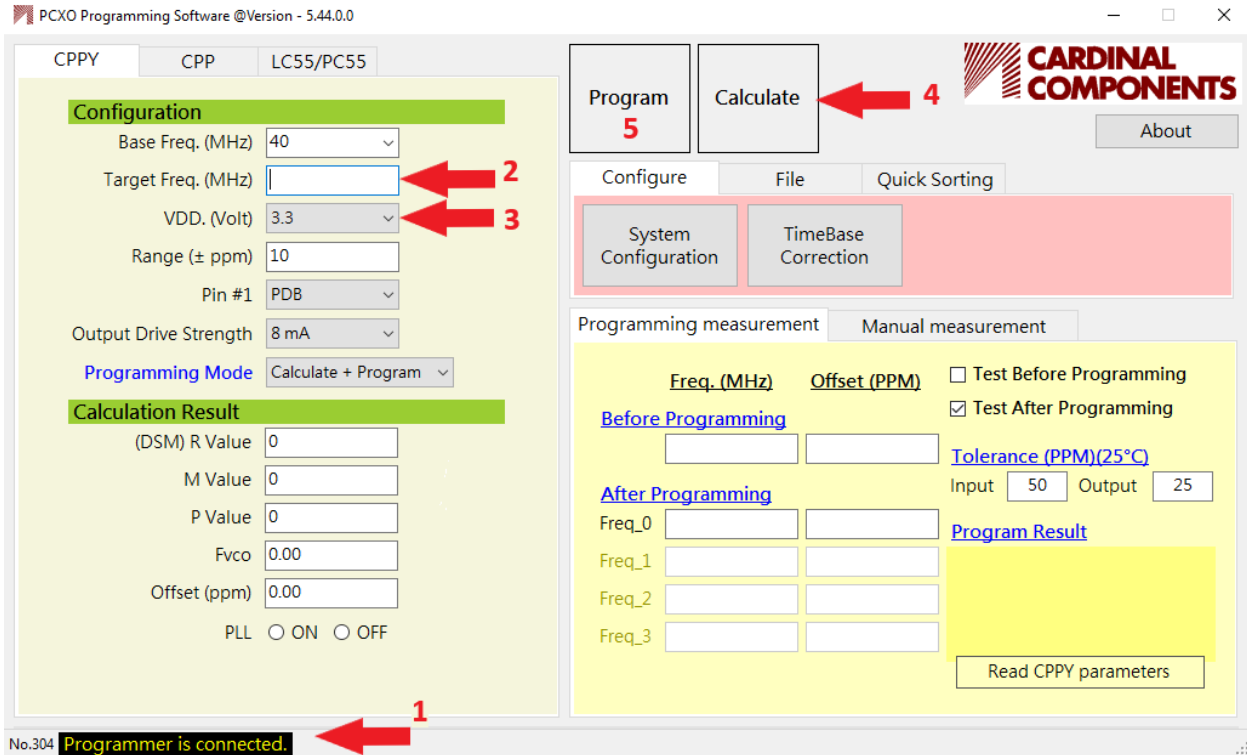 PCXO Programming Software @Version - 5.44.0.0
CPPY CPP LC55/PC55
Configuration
Base Freq. (MHz) 40
Target Freq. (MHz) 2
VDD. (Volt) 3.3 3
Range (± ppm) 10
Pin #1 PDB
Output Drive Strength 8 mA
Programming Mode Calculate + Program
Calculation Result
(DSM) R Value 0
M Value 0
P Value 0
Fvco 0.00
Offset (ppm) 0.00
PLL ON OFF
Program
5
Calculate 4
CARDINAL
COMPONENTS
About
Configure File Quick Sorting
System
Configuration
TimeBase
Correction
Programming measurement Manual measurement
Freq. (MHz) Offset (PPM)
Before Programming
After Programming
Freq_0
Freq_1
Freq_2
Freq_3
Test Before Programming
Test After Programming
Tolerance (PPM)(25°C)
Input 50 Output 25
Program Result
Read CPPY parameters
1
No.304 Programmer is connected.